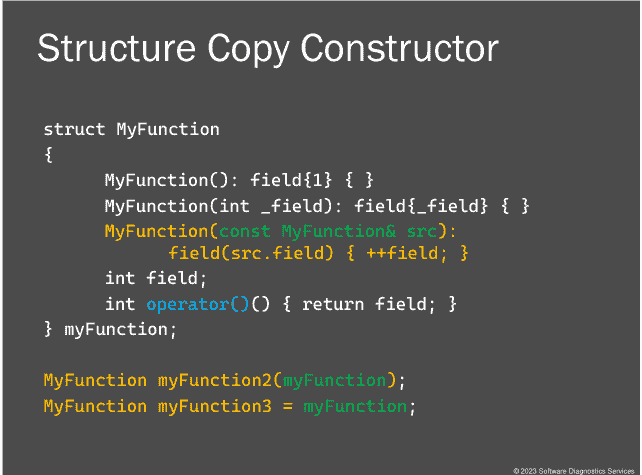 Structure Copy Constructor
struct MyFunction
{
MyFunction(): field{1} { }
MyFunction(int _field): field{_field} { }
MyFunction(const MyFunction& src):
field(src.field) { ++field; }
int field;
int operator()() { return field; }
} myFunction;
MyFunction myFunction2(myFunction);
MyFunction myFunction3 = myFunction;
© 2023 Software Diagnostics Services